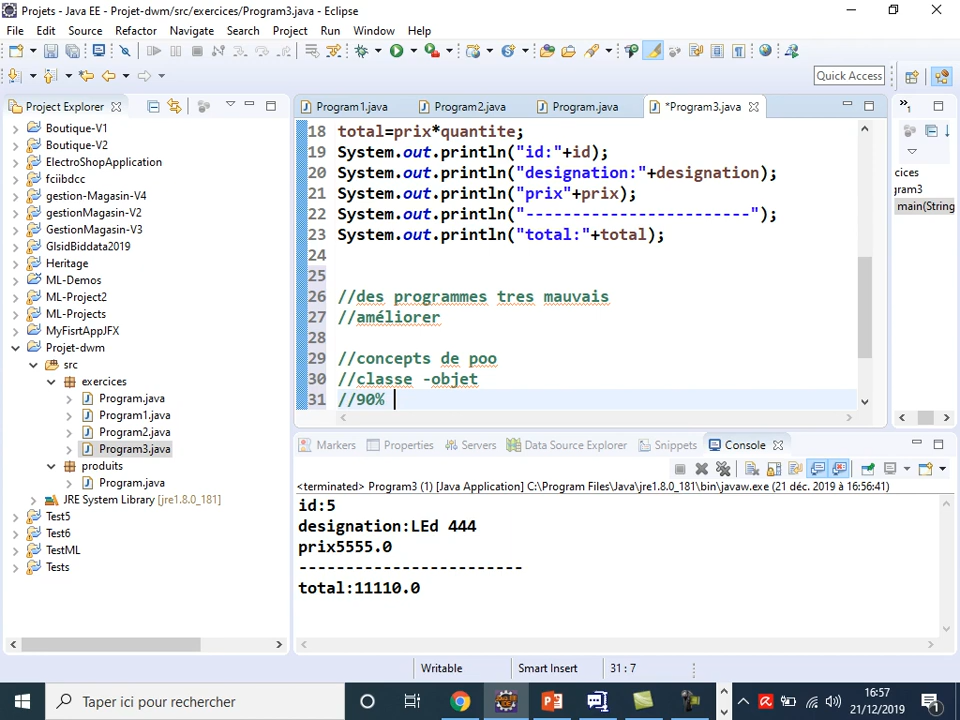 Projets - Java EE - Projet-dwm/src/exercices/Program3.java - Eclipse
File Edit Source Refactor Navigate Search Project Run Window Help
Quick Access
Project Explorer
Boutique-V1
Boutique-V2
ElectroShopApplication
fciibdcc
gestion-Magasin-V4
gestionMagasin-V2
GestionMagasin-V3
GlsidBiddata2019
Heritage
ML-Demos
ML-Project2
ML-Projects
MyFisrtAppJFX
Projet-dwm
src
exercices
Program.java
Program1.java
Program2.java
Program3.java
produits
Program.java
JRE System Library [jre1.8.0_181]
Test5
Test6
TestML
Tests
Program1.java Program2.java Program.java *Program3.java
18 total=prix*quantite;
19 System.out.println("id:"+id);
20 System.out.println("designation:"+designation);
21 System.out.println("prix"+prix);
22 System.out.println("------------------------");
23 System.out.println("total:"+total);
24
25
26 //des programmes tres mauvais
27 //améliorer
28
29 //concepts de poo
30 //classe -objet
31 //90%
»1
cices
gram3
main(String
Markers Properties Servers Data Source Explorer Snippets Console
<terminated> Program3 (1) [Java Application] C:\Program Files\Java\jre1.8.0_181\bin\javaw.exe (21 déc. 2019 à 16:56:41)
id:5
designation:LEd 444
prix5555.0
------------------------
total:11110.0
Writable Smart Insert 31 : 7
Taper ici pour rechercher
16:57
21/12/2019
1